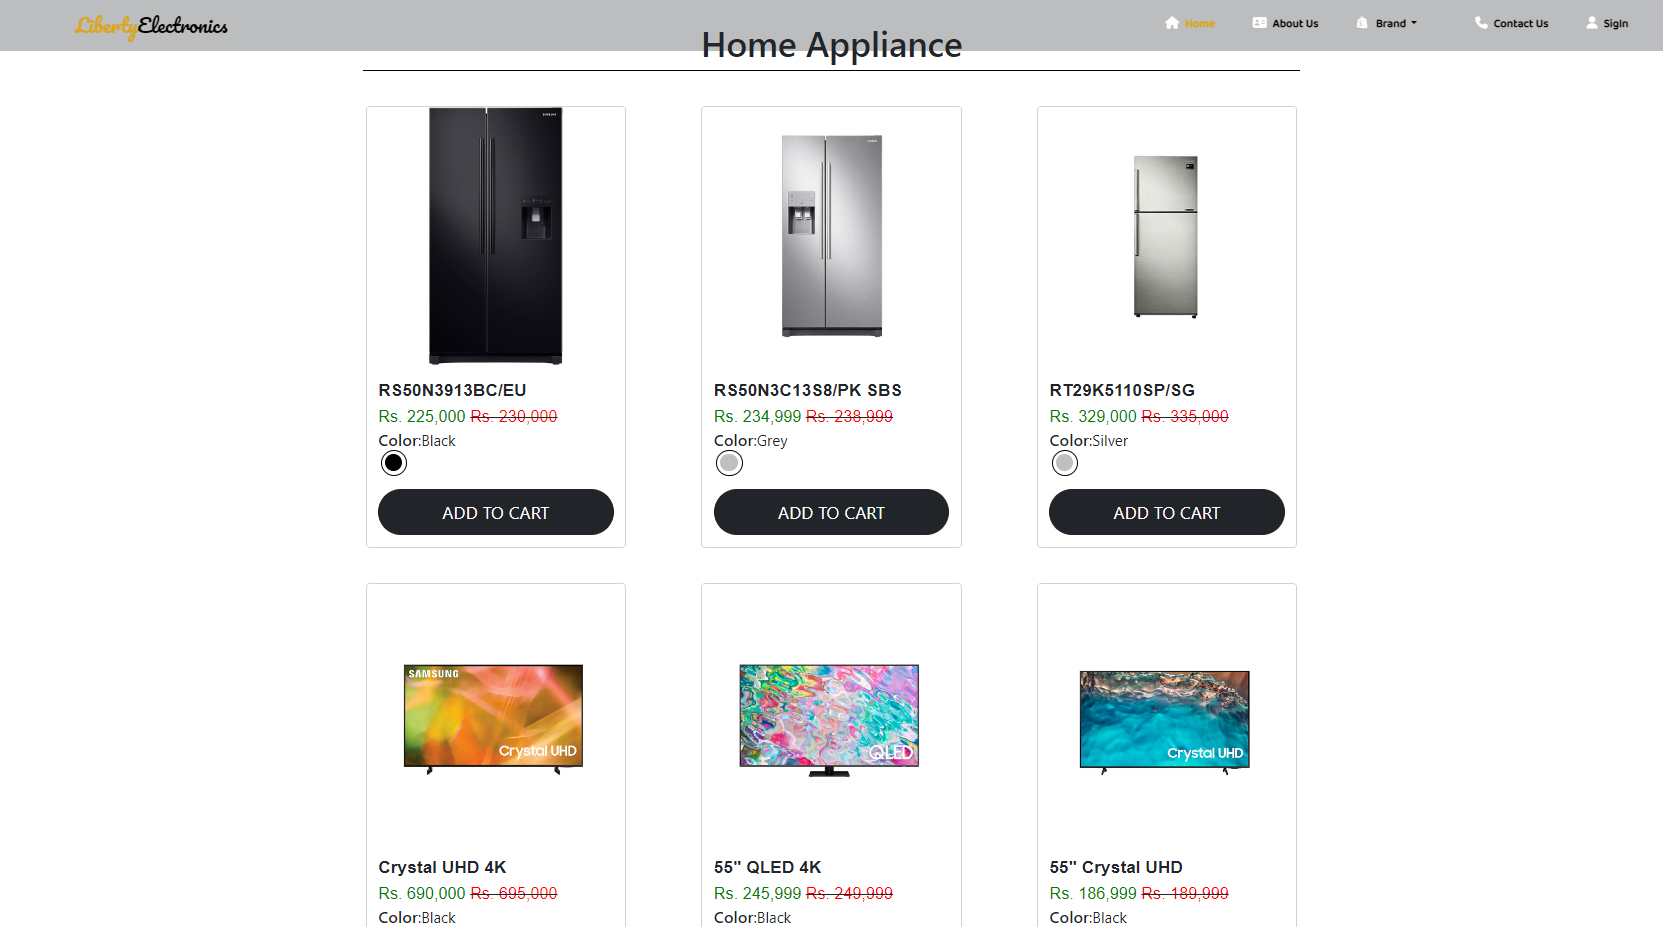 LibertyElectronics
Home
About Us
Brand
Contact Us
SigIn
Home Appliance
SAMSUNG
RS50N3913BC/EU
Rs. 225,000 Rs. 230,000
Color:Black
ADD TO CART
RS50N3C13S8/PK SBS
Rs. 234,999 Rs. 238,999
Color:Grey
ADD TO CART
RT29K5110SP/SG
Rs. 329,000 Rs. 335,000
Color:Silver
ADD TO CART
SAMSUNG
Crystal UHD
Crystal UHD 4K
Rs. 690,000 Rs. 695,000
Color:Black
QLED
55" QLED 4K
Rs. 245,999 Rs. 249,999
Color:Black
Crystal UHD
55" Crystal UHD
Rs. 186,999 Rs. 189,999
Color:Black